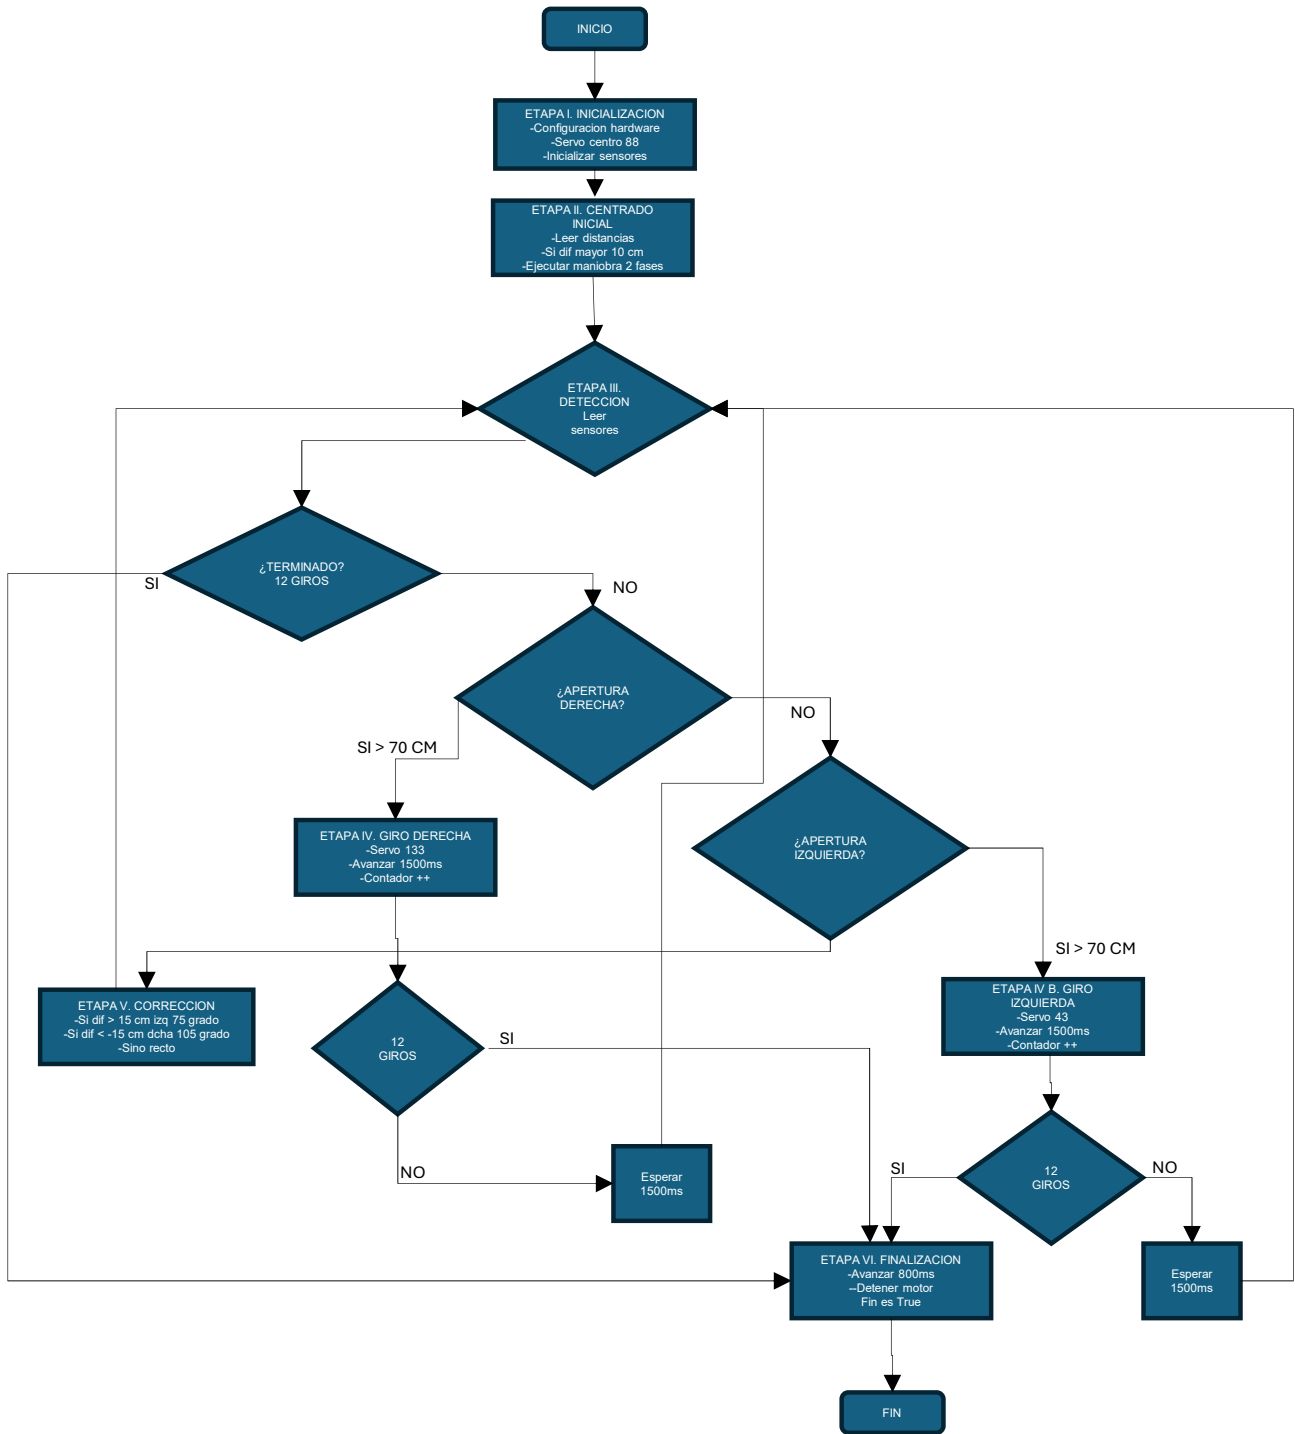 INICIO
ETAPA I. INICIALIZACION
-Configuracion hardware
-Servo centro 88
-Inicializar sensores
ETAPA II. CENTRADO
INICIAL
-Leer distancias
-Si dif mayor 10 cm
-Ejecutar maniobra 2 fases
ETAPA III.
DETECCION
Leer
sensores
¿TERMINADO?
12 GIROS
SI
NO
¿APERTURA
DERECHA?
SI > 70 CM
NO
ETAPA IV. GIRO DERECHA
-Servo 133
-Avanzar 1500ms
-Contador ++
¿APERTURA
IZQUIERDA?
SI > 70 CM
ETAPA V. CORRECCION
-Si dif > 15 cm izq 75 grado
-Si dif < -15 cm dcha 105 grado
-Sino recto
ETAPA IV B. GIRO
IZQUIERDA
-Servo 43
-Avanzar 1500ms
-Contador ++
12
GIROS
SI
NO
Esperar
1500ms
12
GIROS
SI
NO
ETAPA VI. FINALIZACION
-Avanzar 800ms
--Detener motor
Fin es True
Esperar
1500ms
FIN